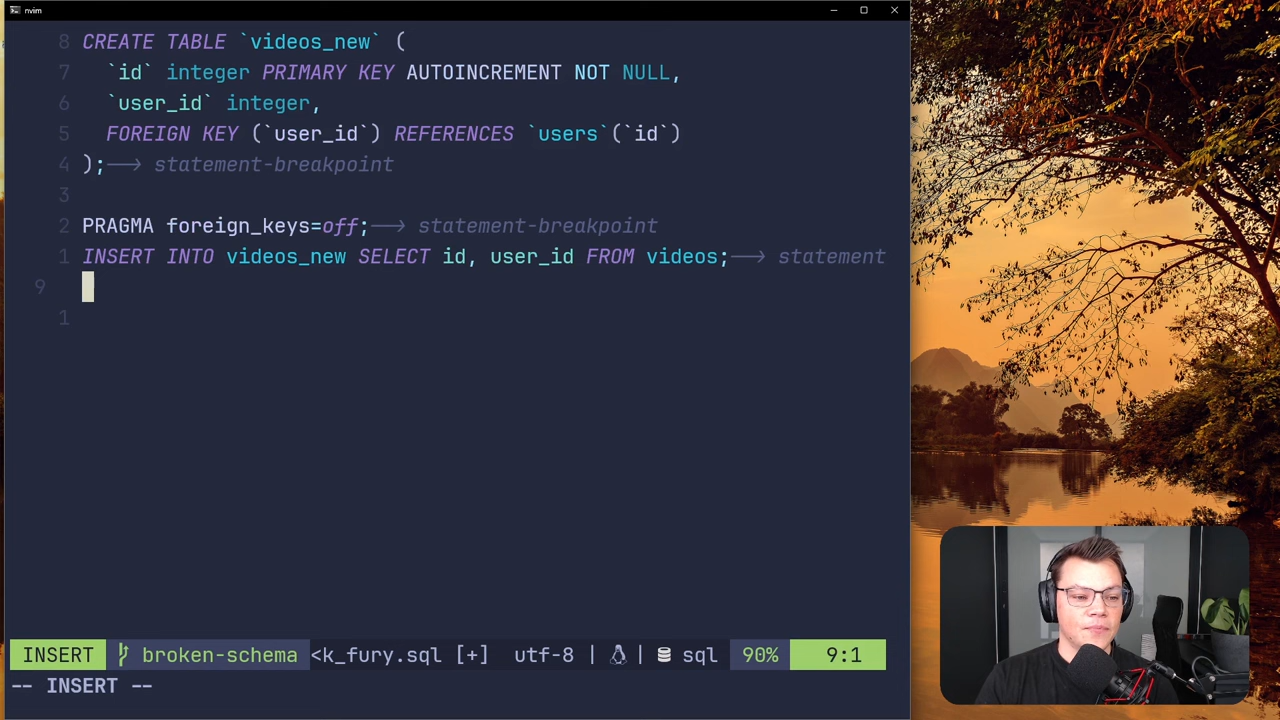 nvim
8 CREATE TABLE `videos_new` (
7 `id` integer PRIMARY KEY AUTOINCREMENT NOT NULL,
6 `user_id` integer,
5 FOREIGN KEY (`user_id`) REFERENCES `users`(`id`)
4 );--> statement-breakpoint
3
2 PRAGMA foreign_keys=off;--> statement-breakpoint
1 INSERT INTO videos_new SELECT id, user_id FROM videos;--> statement
9
1
INSERT broken-schema <k_fury.sql [+] utf-8 | | sql 90% 9:1
-- INSERT --